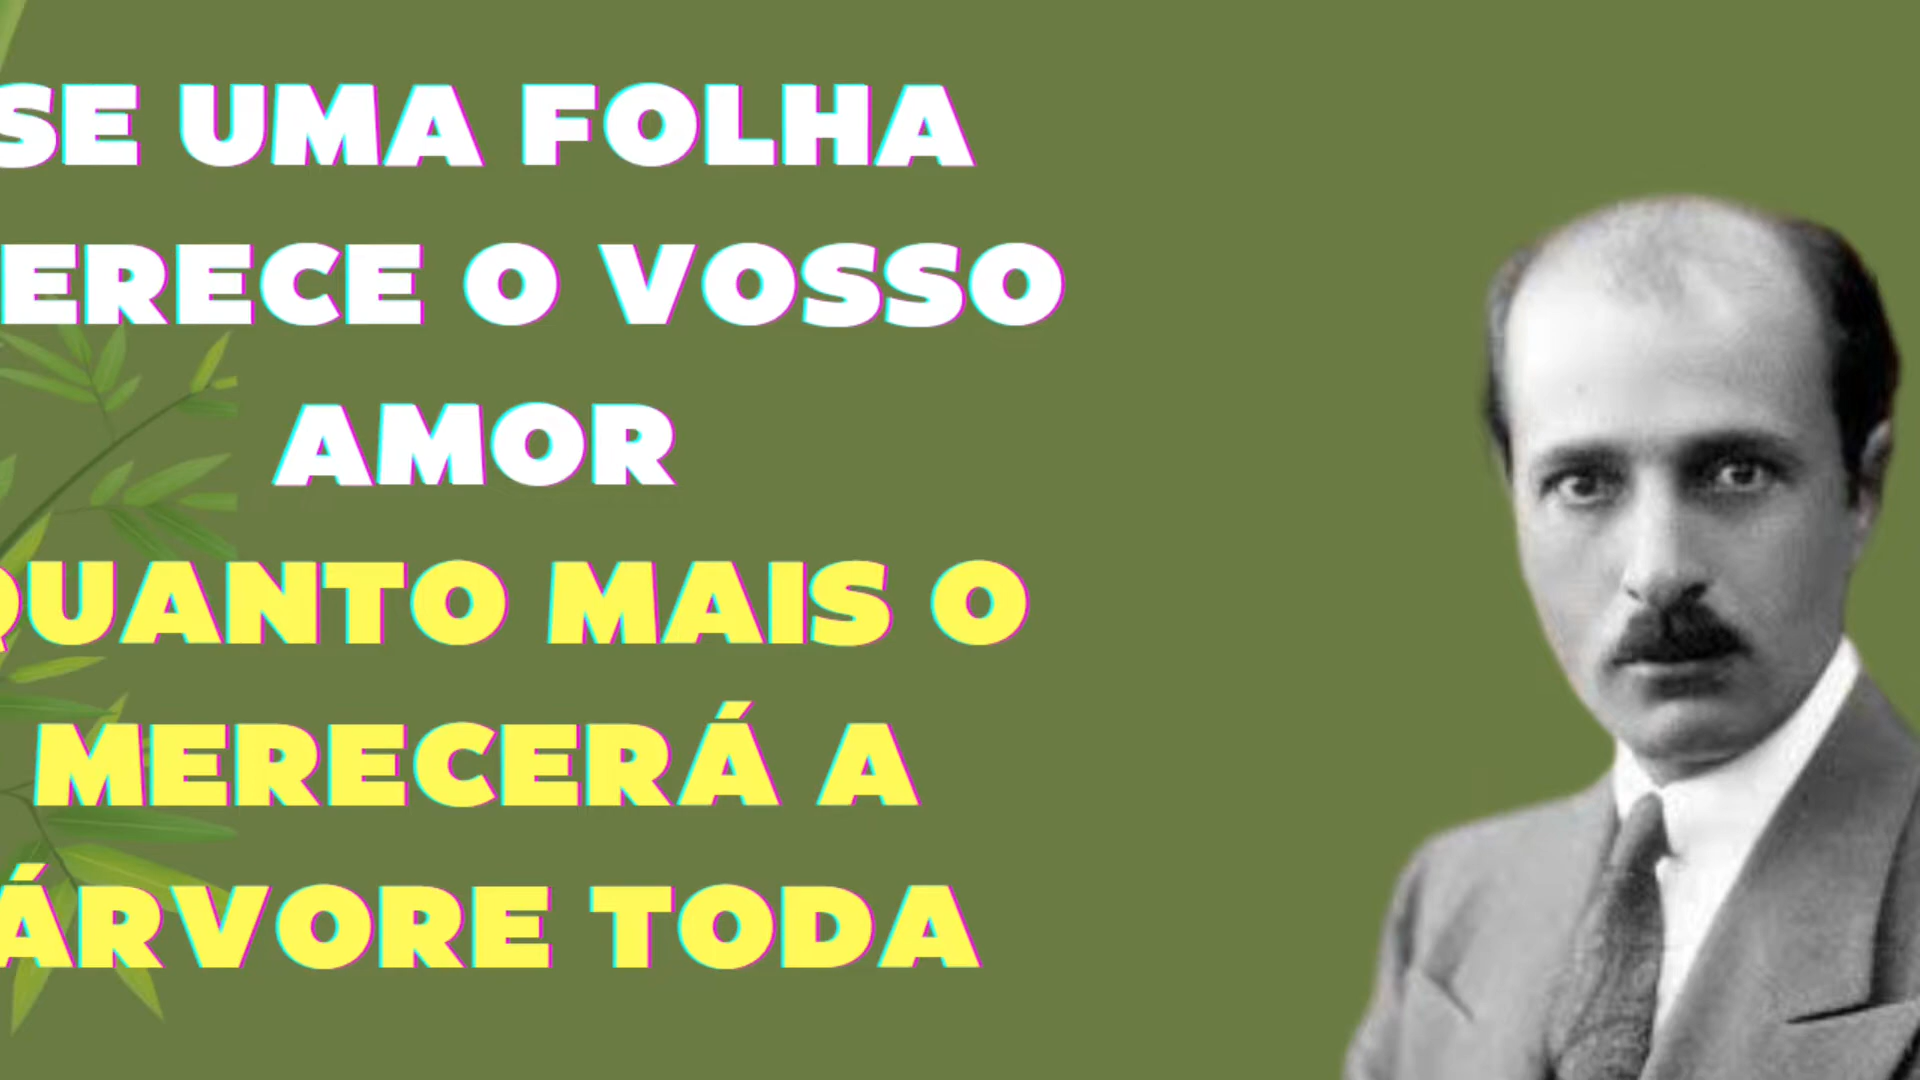 SE UMA FOLHA
ERECE O VOSSO
AMOR
QUANTO MAIS O
MERECERÁ A
ÁRVORE TODA